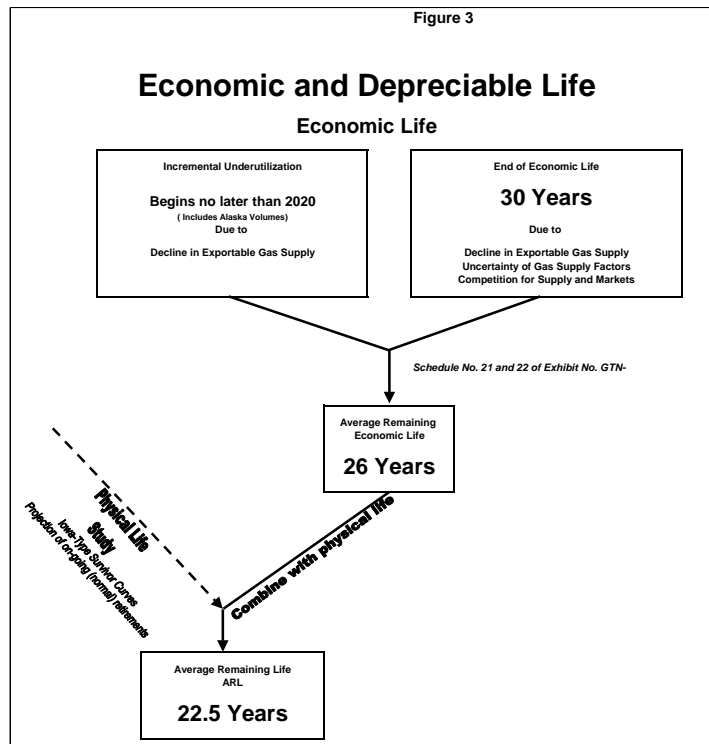 Figure 3
Economic and Depreciable Life
Economic Life
Incremental Underutilization
Begins no later than 2020
( Includes Alaska Volumes)
Due to
Decline in Exportable Gas Supply
End of Economic Life
30 Years
Due to
Decline in Exportable Gas Supply
Uncertainty of Gas Supply Factors
Competition for Supply and Markets
Schedule No. 21 and 22 of Exhibit No. GTN-
Average Remaining
Economic Life
26 Years
Physical Life
Study
Iowa-Type Survivor Curves
Projection of on-going (normal) retirements
Combine with physical life
Average Remaining Life
ARL
22.5 Years